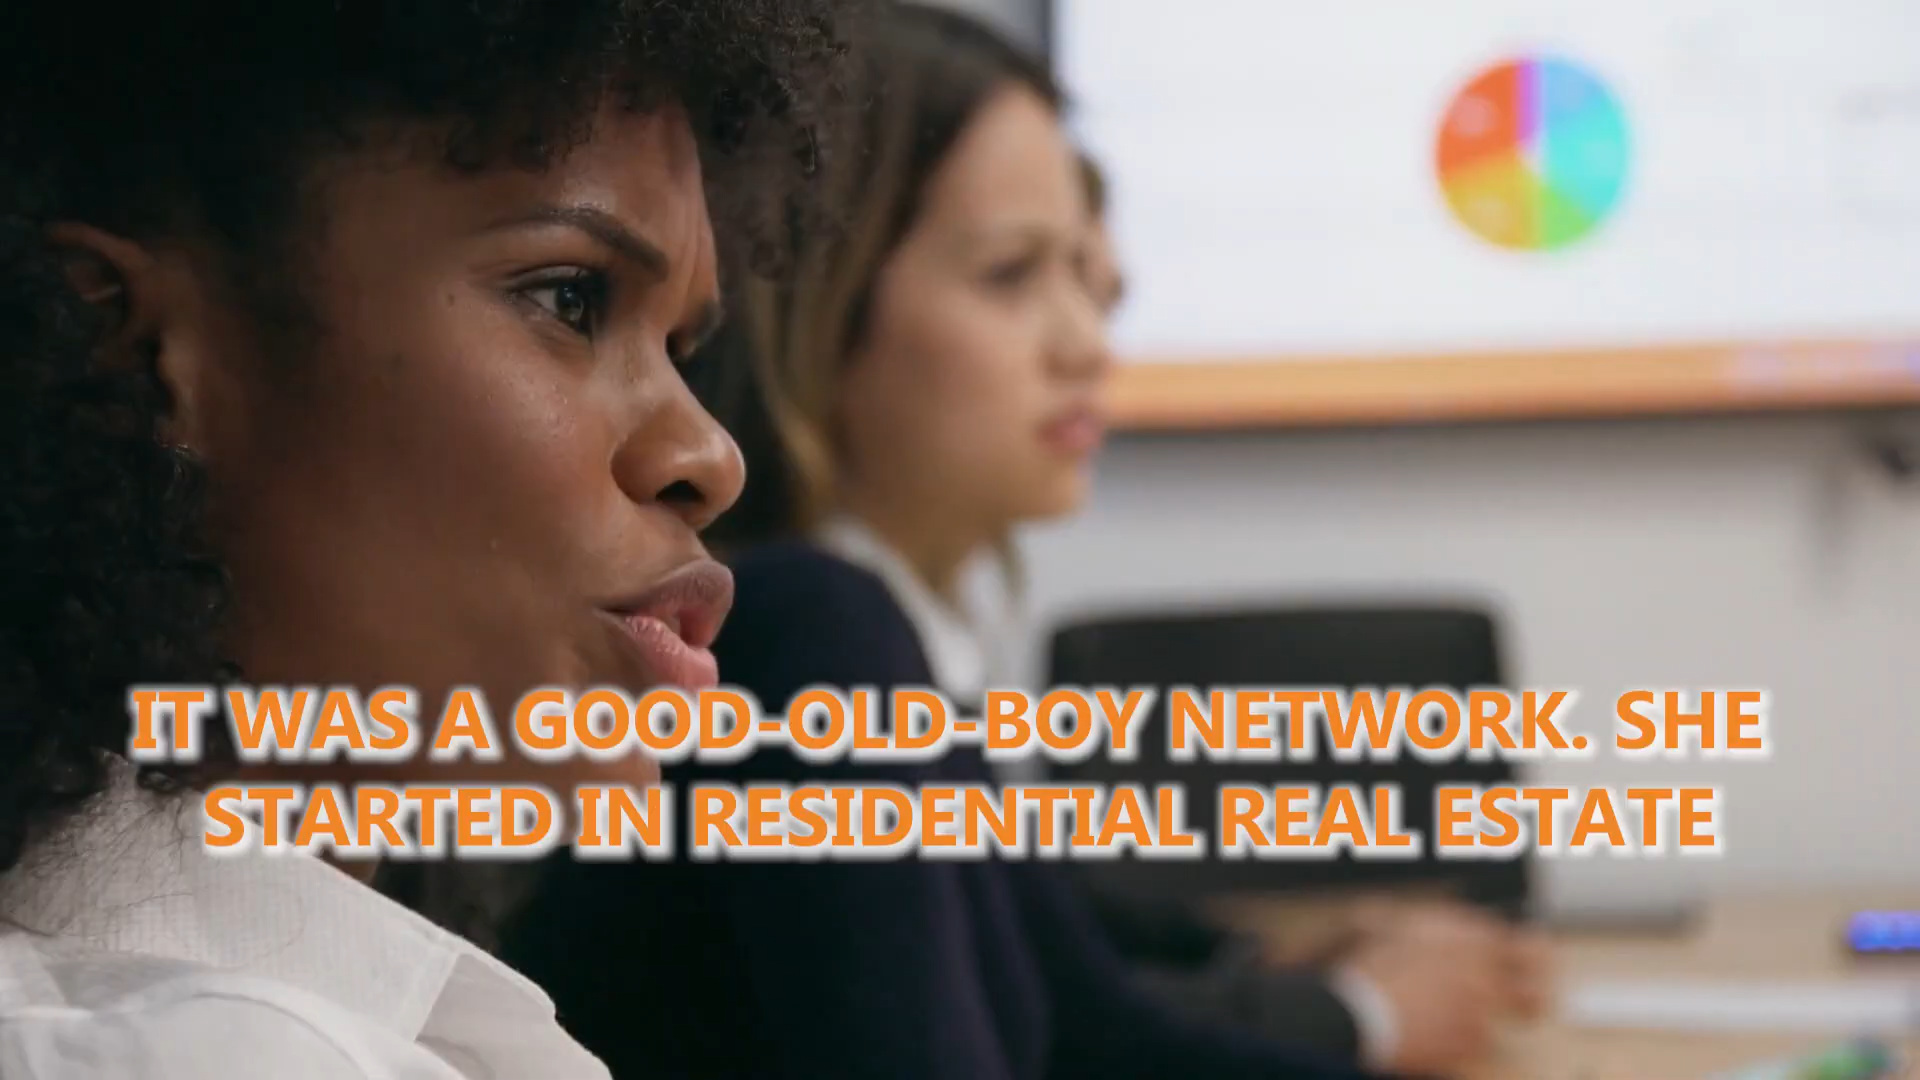 IT WAS A GOOD-OLD-BOY NETWORK. SHE
STARTED IN RESIDENTIAL REAL ESTATE